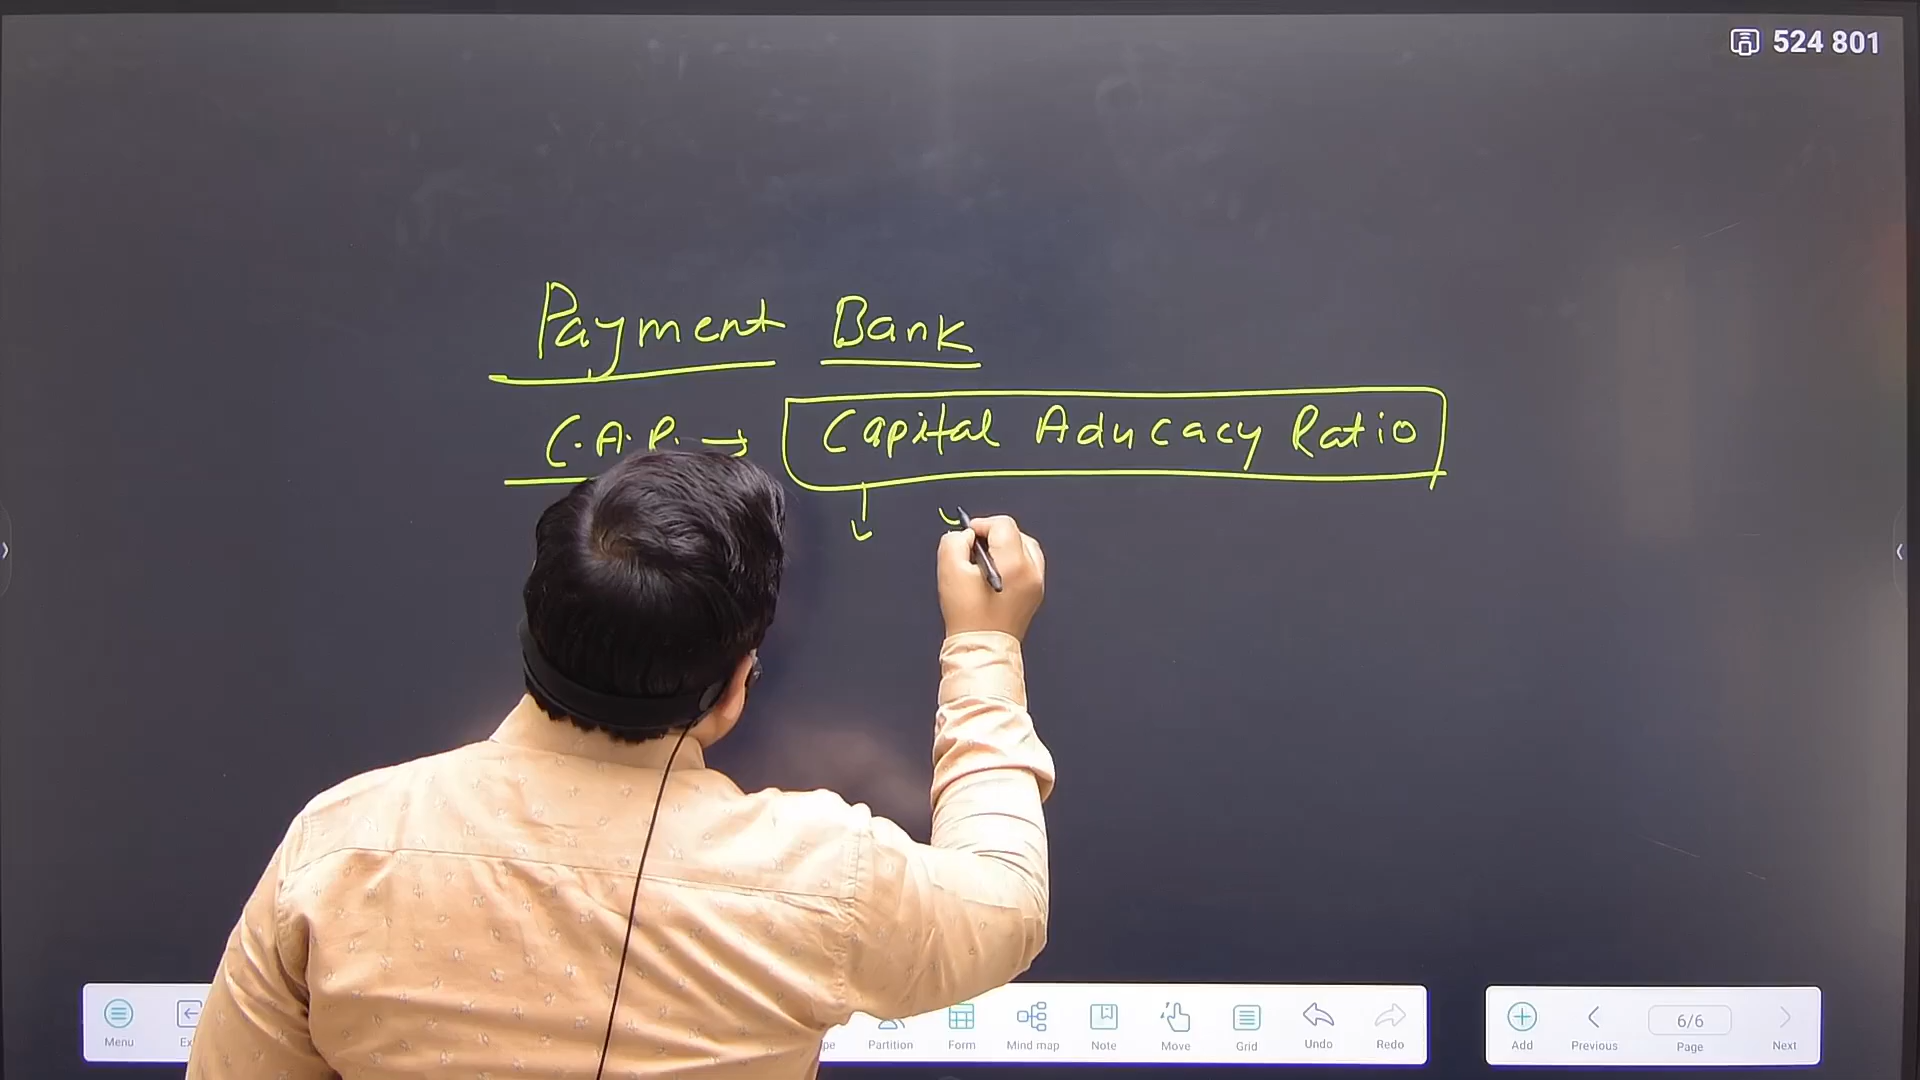 524 801
Payment Bank
C.A.R. → Capital Aducacy Ratio
Menu Partition Form Mind map Note Move Grid Undo Redo Add Previous 6/6 Page Next